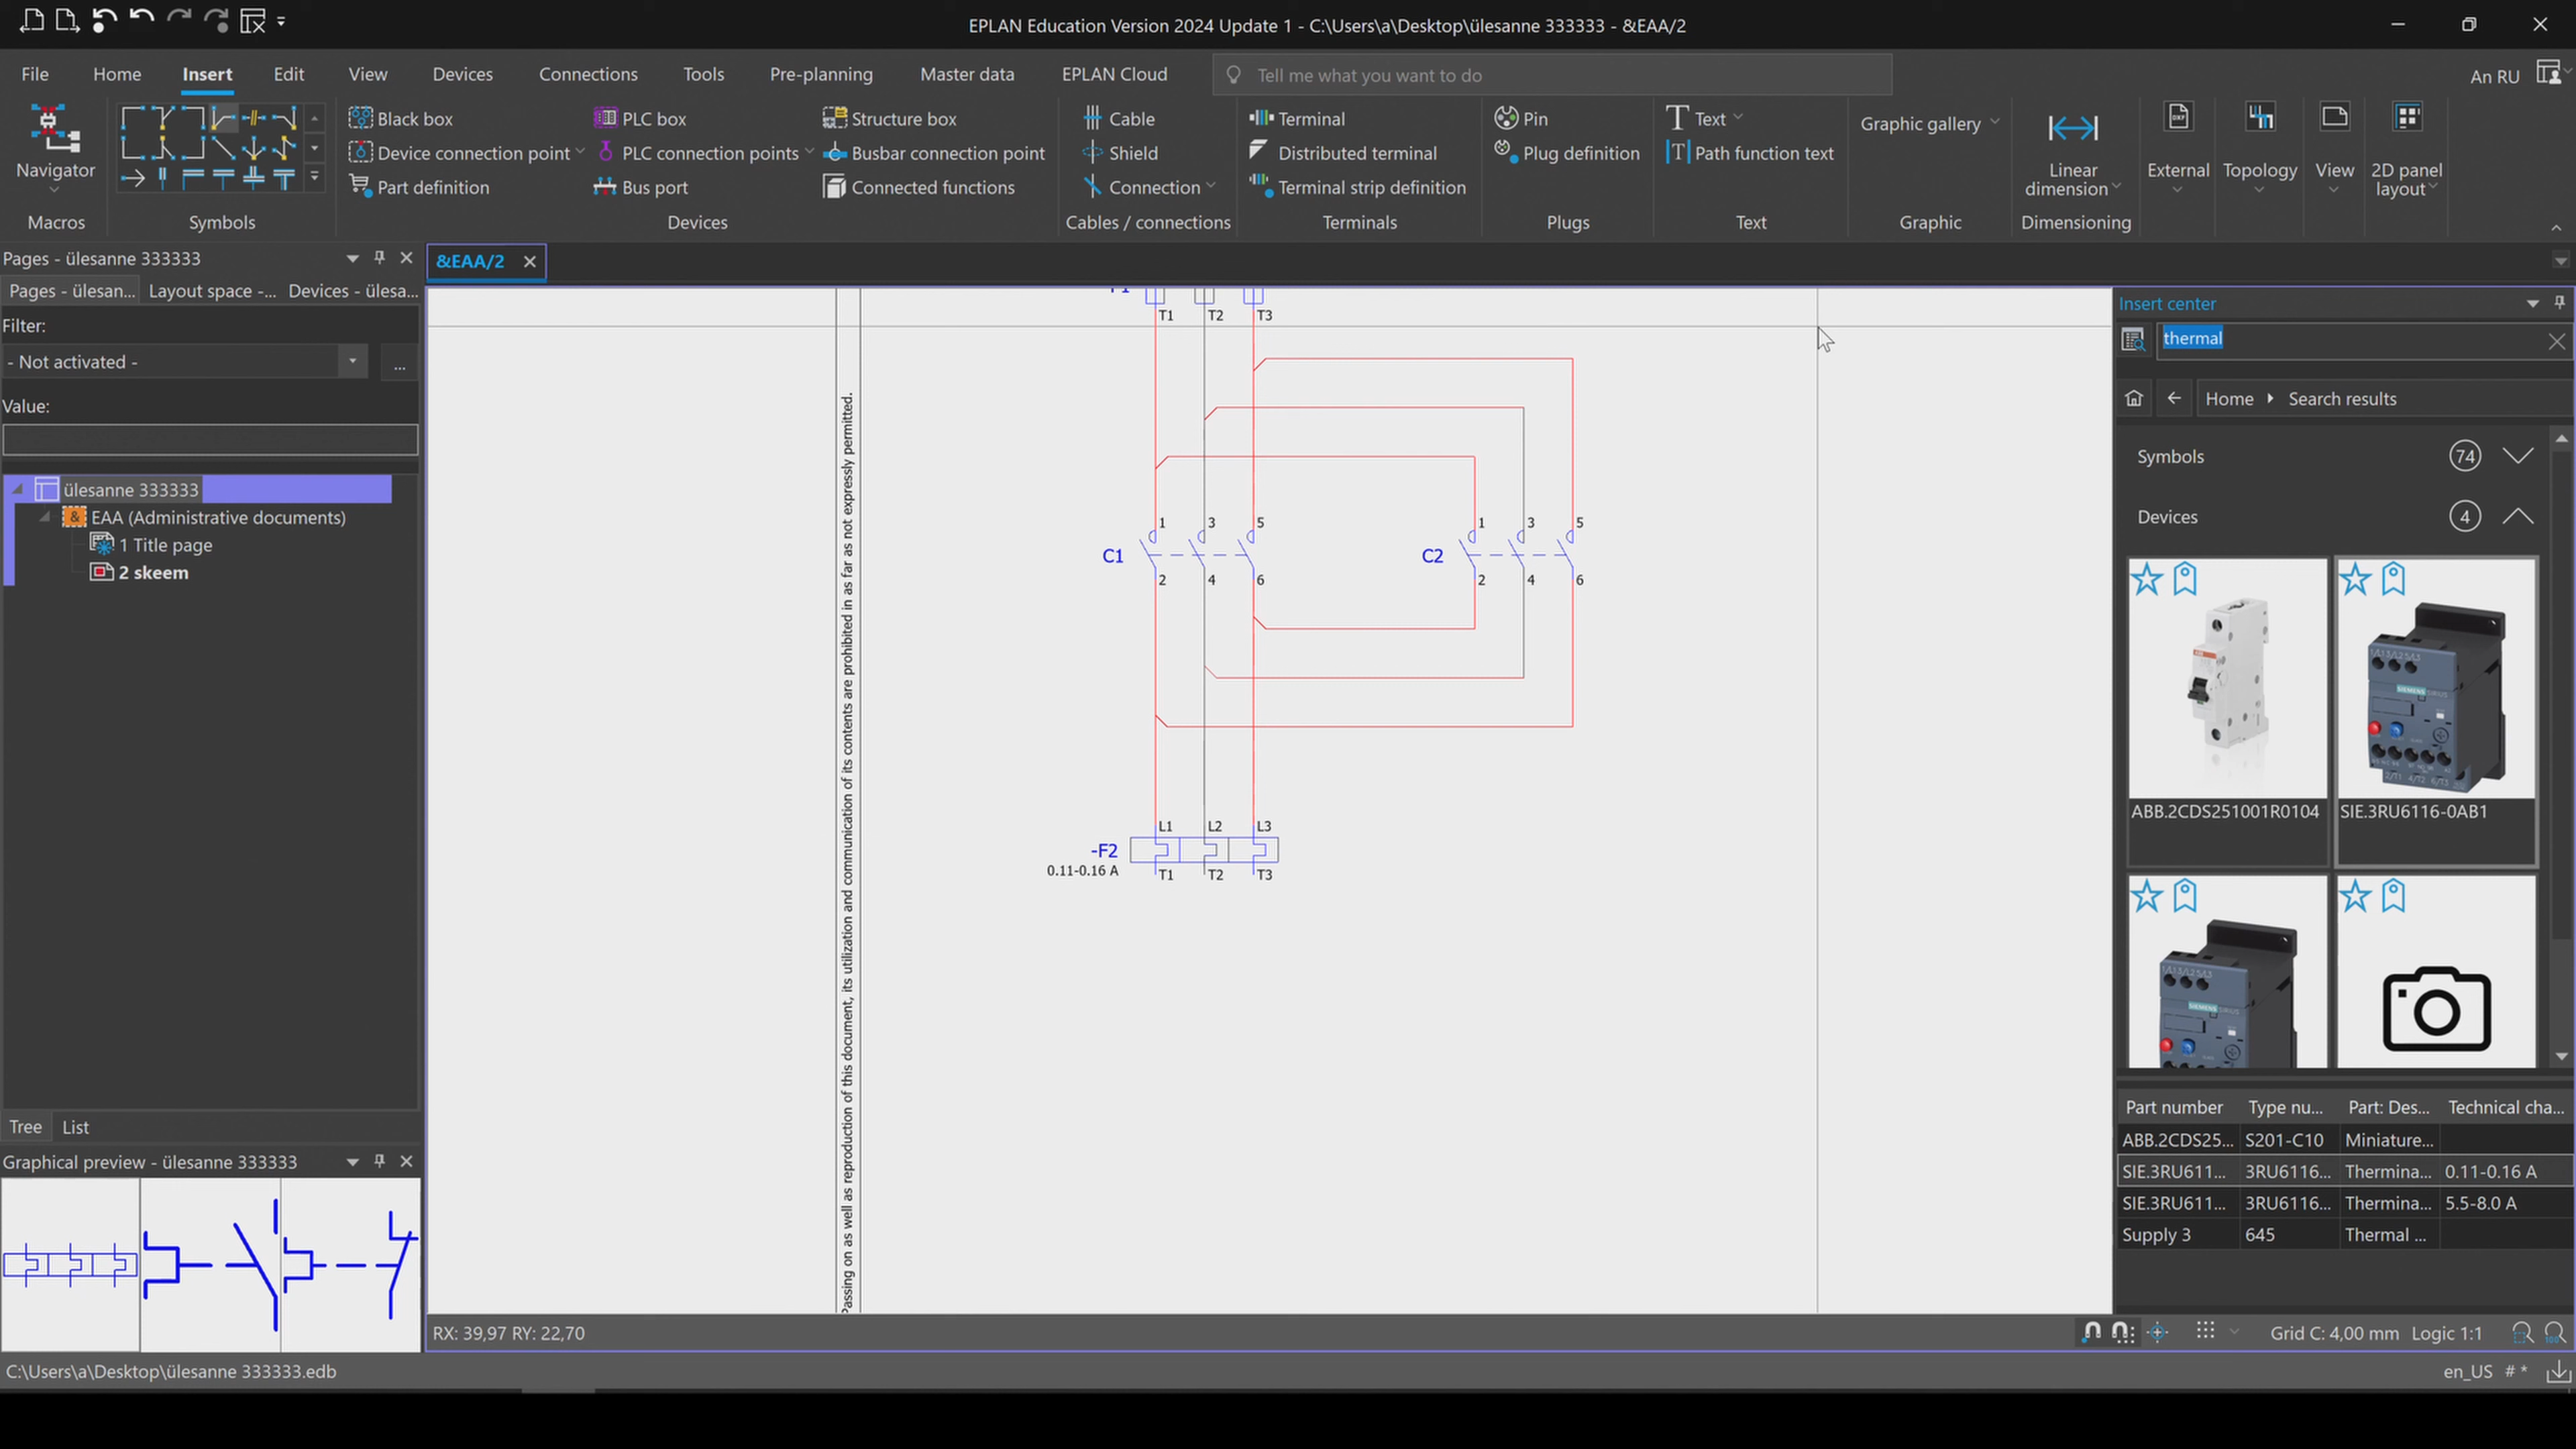 EPLAN Education Version 2024 Update 1 - C:\Users\a\Desktop\ülesanne 333333 - &EAA/2
File Home Insert Edit View Devices Connections Tools Pre-planning Master data EPLAN Cloud Tell me what you want to do An RU
Black box PLC box Structure box Cable Terminal Pin Text Graphic gallery
Device connection point PLC connection points Busbar connection point Shield Distributed terminal Plug definition Path function text
Navigator Linear dimension External Topology View 2D panel layout
Part definition Bus port Connected functions Connection Terminal strip definition
Macros Symbols Devices Cables / connections Terminals Plugs Text Graphic Dimensioning
Pages - ülesanne 333333
Pages - ülesan... Layout space -... Devices - ülesa...
Filter:
- Not activated -
...
Value:
ülesanne 333333
EAA (Administrative documents)
1 Title page
2 skeem
Tree List
Graphical preview - ülesanne 333333
&EAA/2
T1 T2 T3
Passing on as well as reproduction of this document, its utilization and communication of its contents are prohibited in as far as not expressly permitted.
1 3 5 1 3 5
C1 C2
2 4 6 2 4 6
L1 L2 L3
-F2
0.11-0.16 A
T1 T2 T3
RX: 39,97 RY: 22,70
Insert center
thermal
Home Search results
Symbols 74
Devices 4
ABB.2CDS251001R0104 SIE.3RU6116-0AB1
Part number Type nu... Part: Des... Technical cha...
ABB.2CDS25... S201-C10 Miniature...
SIE.3RU611... 3RU6116... Thermina... 0.11-0.16 A
SIE.3RU611... 3RU6116... Thermina... 5.5-8.0 A
Supply 3 645 Thermal ...
Grid C: 4,00 mm Logic 1:1
C:\Users\a\Desktop\ülesanne 333333.edb
en_US # *